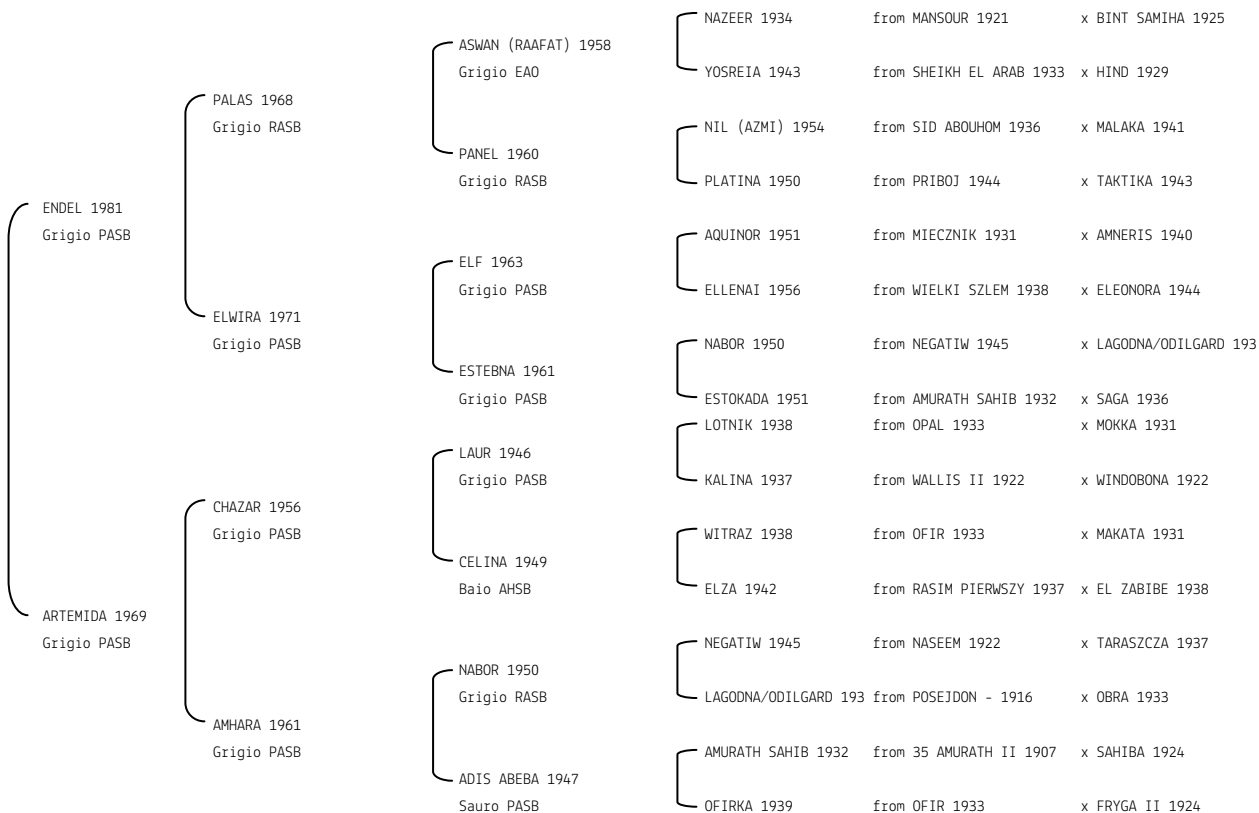 NAZEER 1934 from MANSOUR 1921 x BINT SAMIHA 1925
ASWAN (RAAFAT) 1958
Grigio EAO YOSREIA 1943 from SHEIKH EL ARAB 1933 x HIND 1929
PALAS 1968
Grigio RASB NIL (AZMI) 1954 from SID ABOUHOM 1936 x MALAKA 1941
PANEL 1960
Grigio RASB PLATINA 1950 from PRIBOJ 1944 x TAKTIKA 1943
ENDEL 1981
Grigio PASB AQUINOR 1951 from MIECZNIK 1931 x AMNERIS 1940
ELF 1963
Grigio PASB ELLENAI 1956 from WIELKI SZLEM 1938 x ELEONORA 1944
ELWIRA 1971
Grigio PASB NABOR 1950 from NEGATIW 1945 x LAGODNA/ODILGARD 193
ESTEBNA 1961
Grigio PASB ESTOKADA 1951 from AMURATH SAHIB 1932 x SAGA 1936
LOTNIK 1938 from OPAL 1933 x MOKKA 1931
LAUR 1946
Grigio PASB KALINA 1937 from WALLIS II 1922 x WINDOBONA 1922
CHAZAR 1956
Grigio PASB WITRAZ 1938 from OFIR 1933 x MAKATA 1931
CELINA 1949
Baio AHSB ELZA 1942 from RASIM PIERWSZY 1937 x EL ZABIBE 1938
ARTEMIDA 1969
Grigio PASB NEGATIW 1945 from NASEEM 1922 x TARASZCZA 1937
NABOR 1950
Grigio RASB LAGODNA/ODILGARD 193 from POSEJDON - 1916 x OBRA 1933
AMHARA 1961
Grigio PASB AMURATH SAHIB 1932 from 35 AMURATH II 1907 x SAHIBA 1924
ADIS ABEBA 1947
Sauro PASB OFIRKA 1939 from OFIR 1933 x FRYGA II 1924